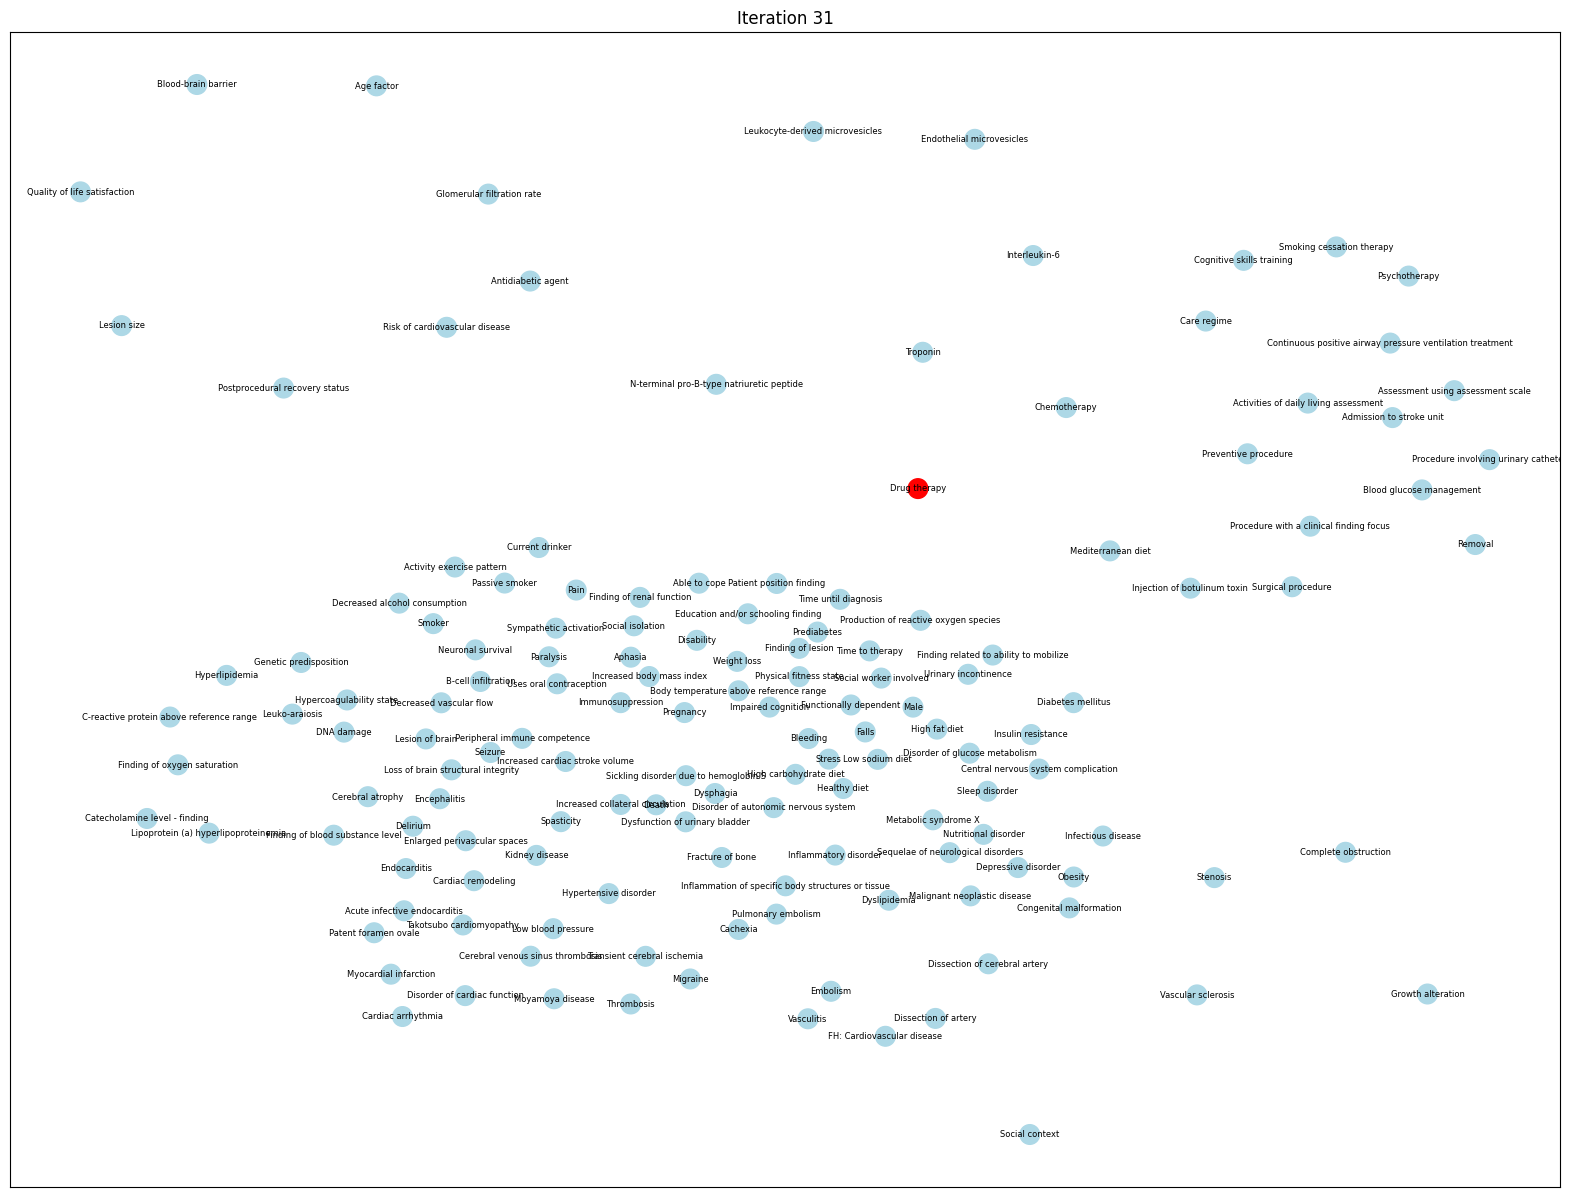 Iteration 31
Blood-brain barrier
Age factor
Leukocyte-derived microvesicles
Endothelial microvesicles
Quality of life satisfaction
Glomerular filtration rate
Smoking cessation therapy
Interleukin-6
Cognitive skills training
Psychotherapy
Antidiabetic agent
Care regime
Lesion size
Risk of cardiovascular disease
Continuous positive airway pressure ventilation treatment
Troponin
N-terminal pro-B-type natriuretic peptide
Postprocedural recovery status
Assessment using assessment scale
Activities of daily living assessment
Chemotherapy
Admission to stroke unit
Preventive procedure
Procedure involving urinary cathete
Drug therapy
Blood glucose management
Procedure with a clinical finding focus
Removal
Current drinker
Mediterranean diet
Activity exercise pattern
Passive smoker
Able to cope
Patient position finding
Injection of botulinum toxin
Surgical procedure
Pain
Finding of renal function
Time until diagnosis
Decreased alcohol consumption
Education and/or schooling finding
Production of reactive oxygen species
Smoker
Sympathetic activation
Social isolation
Prediabetes
Disability
Neuronal survival
Finding of lesion
Time to therapy
Finding related to ability to mobilize
Paralysis
Aphasia
Weight loss
Genetic predisposition
Hyperlipidemia
Increased body mass index
Physical fitness state
Social worker involved
Urinary incontinence
B-cell infiltration
Uses oral contraception
Body temperature above reference range
Hypercoagulability state
Decreased vascular flow
Immunosuppression
Diabetes mellitus
Impaired cognition
Functionally dependent
Male
Pregnancy
Leuko-araiosis
C-reactive protein above reference range
High fat diet
DNA damage
Falls
Insulin resistance
Lesion of brain
Peripheral immune competence
Bleeding
Seizure
Disorder of glucose metabolism
Increased cardiac stroke volume
Stress
Low sodium diet
Finding of oxygen saturation
Loss of brain structural integrity
Central nervous system complication
High carbohydrate diet
Sickling disorder due to hemoglobin S
Healthy diet
Sleep disorder
Dysphagia
Cerebral atrophy
Encephalitis
Increased collateral circulation
Death
Disorder of autonomic nervous system
Catecholamine level - finding
Spasticity
Dysfunction of urinary bladder
Metabolic syndrome X
Delirium
Lipoprotein (a) hyperlipoproteinemia
Finding of blood substance level
Nutritional disorder
Infectious disease
Enlarged perivascular spaces
Kidney disease
Fracture of bone
Inflammatory disorder
Sequelae of neurological disorders
Complete obstruction
Endocarditis
Depressive disorder
Obesity
Stenosis
Cardiac remodeling
Inflammation of specific body structures or tissue
Hypertensive disorder
Malignant neoplastic disease
Dyslipidemia
Congenital malformation
Acute infective endocarditis
Pulmonary embolism
Takotsubo cardiomyopathy
Low blood pressure
Cachexia
Patent foramen ovale
Cerebral venous sinus thrombosis
Transient cerebral ischemia
Dissection of cerebral artery
Myocardial infarction
Migraine
Embolism
Disorder of cardiac function
Moyamoya disease
Vascular sclerosis
Growth alteration
Thrombosis
Cardiac arrhythmia
Vasculitis
Dissection of artery
FH: Cardiovascular disease
Social context